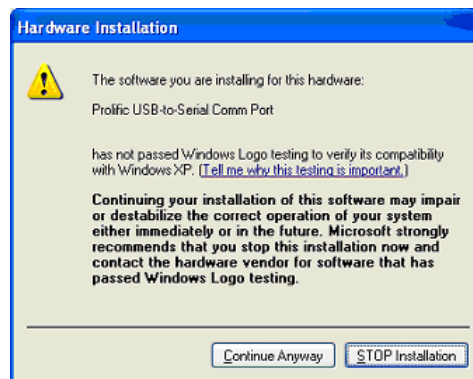 Hardware Installation
The software you are installing for this hardware:
Prolific USB-to-Serial Comm Port
has not passed Windows Logo testing to verify its compatibility
with Windows XP. (Tell me why this testing is important.)
Continuing your installation of this software may impair
or destabilize the correct operation of your system
either immediately or in the future. Microsoft strongly
recommends that you stop this installation now and
contact the hardware vendor for software that has
passed Windows Logo testing.
Continue Anyway
STOP Installation